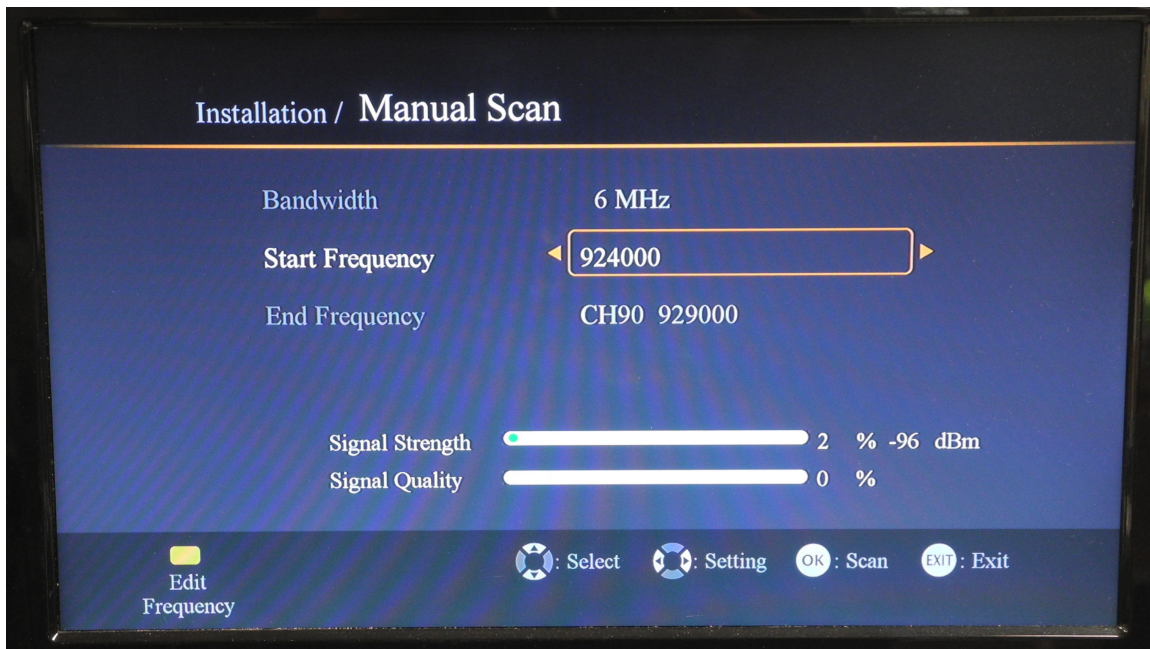 Installation / Manual Scan
Bandwidth 6 MHz
Start Frequency 924000
End Frequency CH90 929000
Signal Strength 2 % -96 dBm
Signal Quality 0 %
Edit
Frequency
: Select : Setting OK : Scan EXIT : Exit